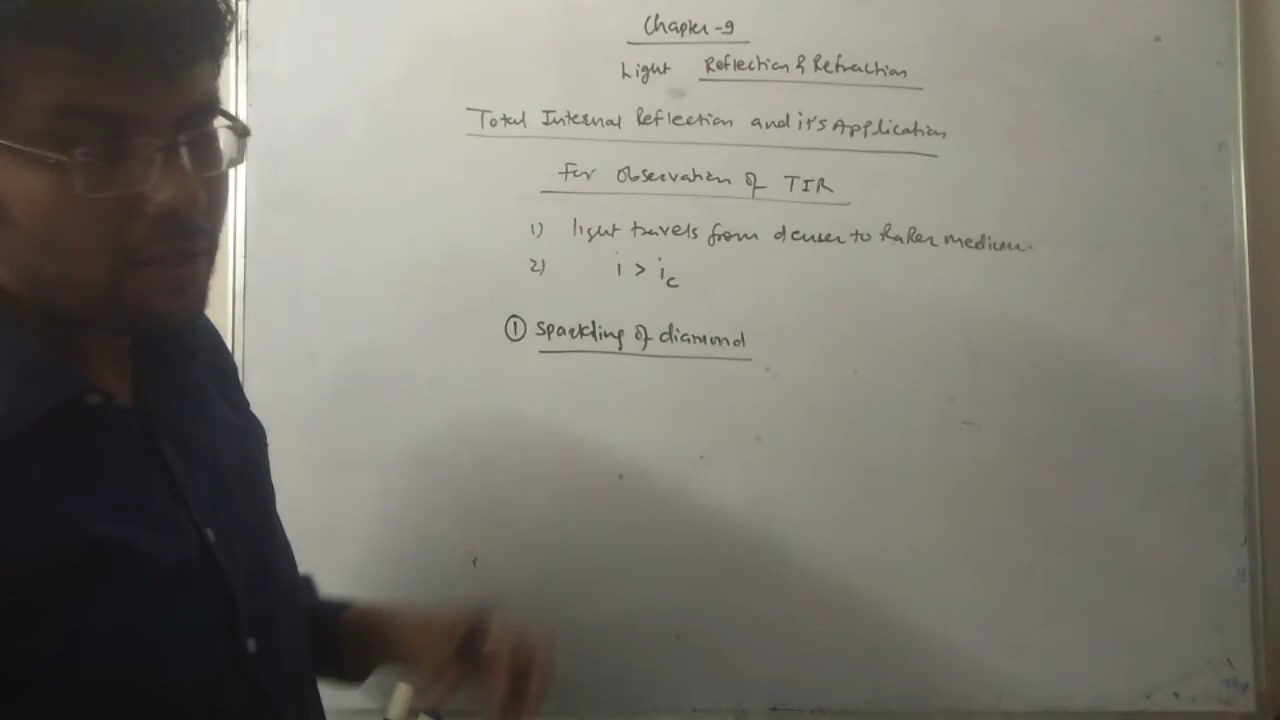 Chapter-9
Light Reflection & Refraction
Total Internal Reflection and it's Application
For Observation of TIR
1) light travels from denser to RaRer medium.
2) i > ic
① Sparkling of diamond